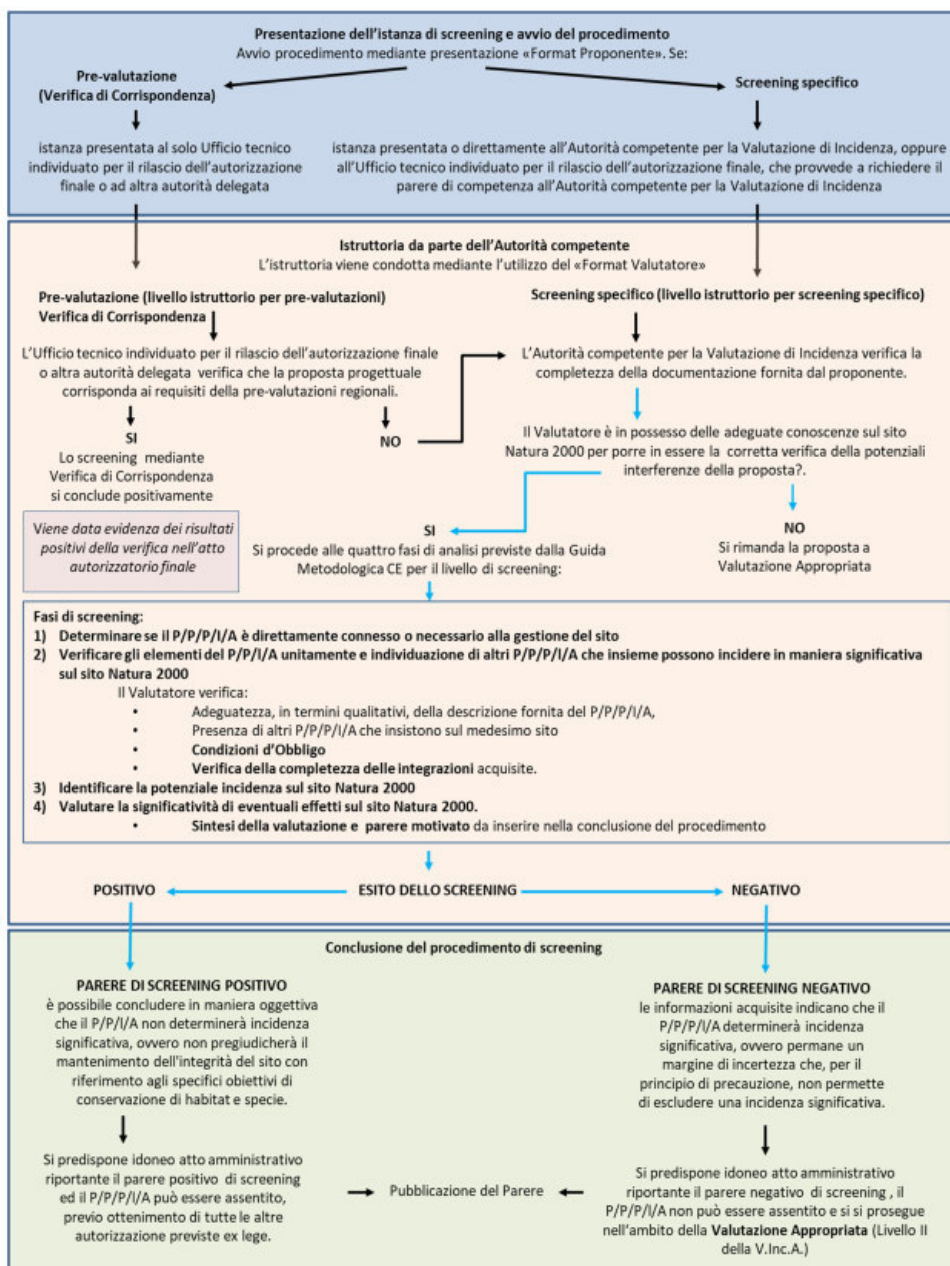 Presentazione dell'istanza di screening e avvio del procedimento
Avvio procedimento mediante presentazione «Format Proponente». Se:
Pre-valutazione
(Verifica di Corrispondenza)
istanza presentata al solo Ufficio tecnico
individuato per il rilascio dell'autorizzazione
finale o ad altra autorità delegata
Screening specifico
istanza presentata o direttamente all'Autorità competente per la Valutazione di Incidenza, oppure
all'Ufficio tecnico individuato per il rilascio dell'autorizzazione finale, che provvede a richiedere il
parere di competenza all'Autorità competente per la Valutazione di Incidenza
Istruttoria da parte dell'Autorità competente
L'istruttoria viene condotta mediante l'utilizzo del «Format Valutatore»
Pre-valutazione (livello istruttorio per pre-valutazioni)
Verifica di Corrispondenza
L'Ufficio tecnico individuato per il rilascio dell'autorizzazione finale
o altra autorità delegata verifica che la proposta progettuale
corrisponda ai requisiti della pre-valutazioni regionali.
SI
Lo screening mediante
Verifica di Corrispondenza
si conclude positivamente
Viene data evidenza dei risultati
positivi della verifica nell'atto
autorizzatorio finale
NO
Screening specifico (livello istruttorio per screening specifico)
L'Autorità competente per la Valutazione di Incidenza verifica la
completezza della documentazione fornita dal proponente.
Il Valutatore è in possesso delle adeguate conoscenze sul sito
Natura 2000 per porre in essere la corretta verifica della potenziali
interferenze della proposta?.
SI
Si procede alle quattro fasi di analisi previste dalla Guida
Metodologica CE per il livello di screening:
NO
Si rimanda la proposta a
Valutazione Appropriata
Fasi di screening:
1) Determinare se il P/P/P/I/A è direttamente connesso o necessario alla gestione del sito
2) Verificare gli elementi del P/P/I/A unitamente e individuazione di altri P/P/P/I/A che insieme possono incidere in maniera significativa
sul sito Natura 2000
Il Valutatore verifica:
• Adeguatezza, in termini qualitativi, della descrizione fornita del P/P/P/I/A,
• Presenza di altri P/P/P/I/A che insistono sul medesimo sito
• Condizioni d'Obbligo
• Verifica della completezza delle integrazioni acquisite.
3) Identificare la potenziale incidenza sul sito Natura 2000
4) Valutare la significatività di eventuali effetti sul sito Natura 2000.
• Sintesi della valutazione e parere motivato da inserire nella conclusione del procedimento
POSITIVO
ESITO DELLO SCREENING
NEGATIVO
Conclusione del procedimento di screening
PARERE DI SCREENING POSITIVO
è possibile concludere in maniera oggettiva
che il P/P/I/A non determinerà incidenza
significativa, ovvero non pregiudicherà il
mantenimento dell'integrità del sito con
riferimento agli specifici obiettivi di
conservazione di habitat e specie.
Si predispone idoneo atto amministrativo
riportante il parere positivo di screening
ed il P/P/P/I/A può essere assentito,
previo ottenimento di tutte le altre
autorizzazione previste ex lege.
Pubblicazione del Parere
PARERE DI SCREENING NEGATIVO
le informazioni acquisite indicano che il
P/P/P/I/A determinerà incidenza
significativa, ovvero permane un
margine di incertezza che, per il
principio di precauzione, non permette
di escludere una incidenza significativa.
Si predispone idoneo atto amministrativo
riportante il parere negativo di screening , il
P/P/P/I/A non può essere assentito e si si prosegue
nell'ambito della Valutazione Appropriata (Livello II
della V.Inc.A.)